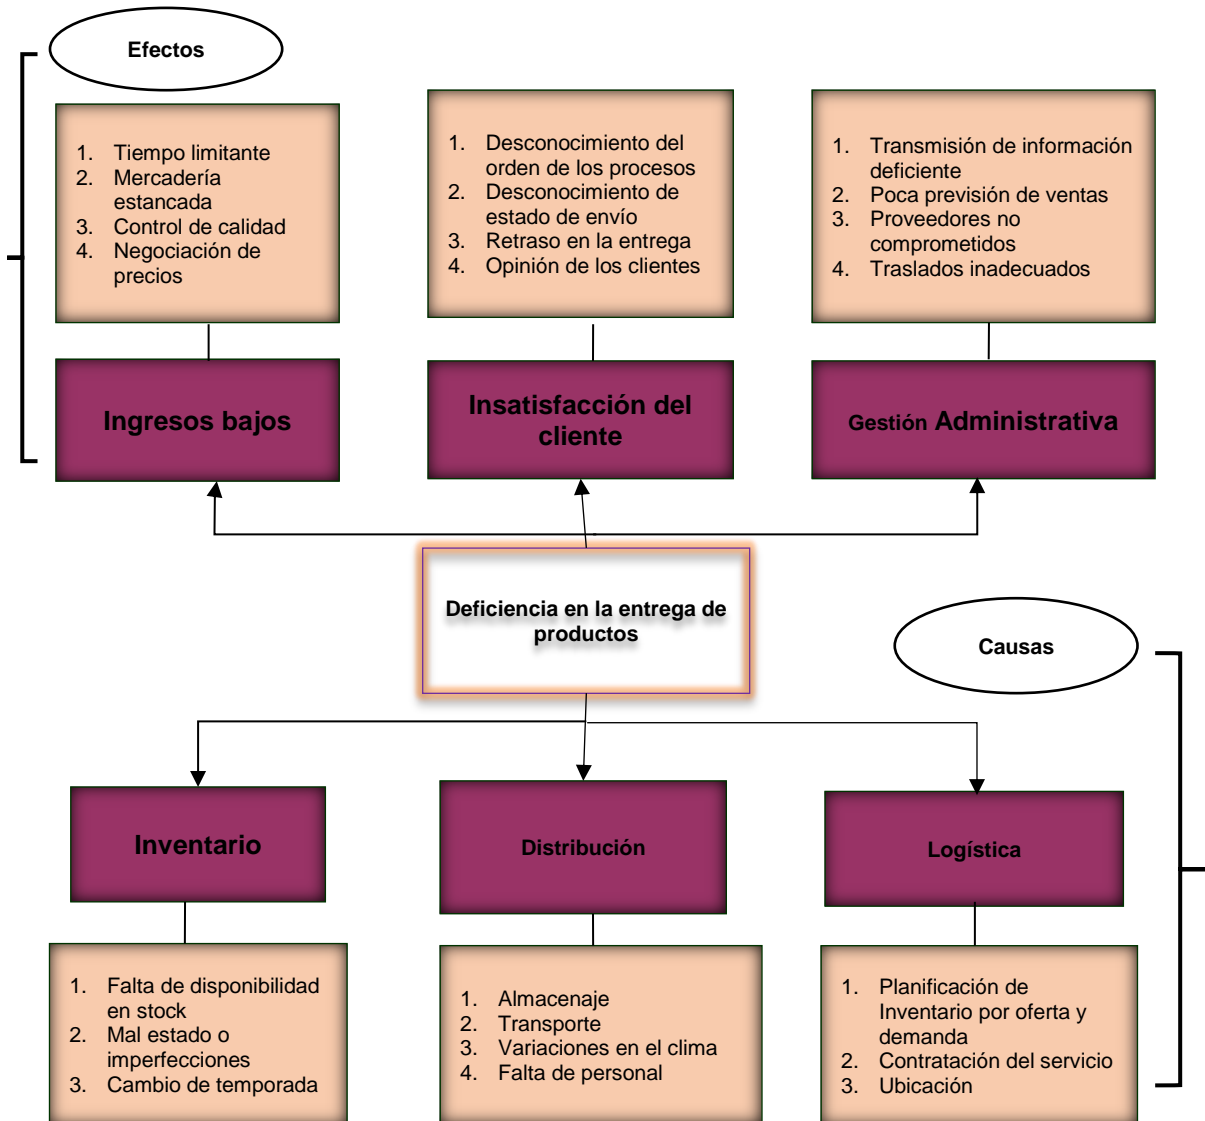 Efectos
1. Tiempo limitante
2. Mercadería
estancada
3. Control de calidad
4. Negociación de
precios
1. Desconocimiento del
orden de los procesos
2. Desconocimiento de
estado de envío
3. Retraso en la entrega
4. Opinión de los clientes
1. Transmisión de información
deficiente
2. Poca previsión de ventas
3. Proveedores no
comprometidos
4. Traslados inadecuados
Ingresos bajos
Insatisfacción del
cliente
Gestión Administrativa
Deficiencia en la entrega de
productos
Causas
Inventario
Distribución
Logística
1. Falta de disponibilidad
en stock
2. Mal estado o
imperfecciones
3. Cambio de temporada
1. Almacenaje
2. Transporte
3. Variaciones en el clima
4. Falta de personal
1. Planificación de
Inventario por oferta y
demanda
2. Contratación del servicio
3. Ubicación